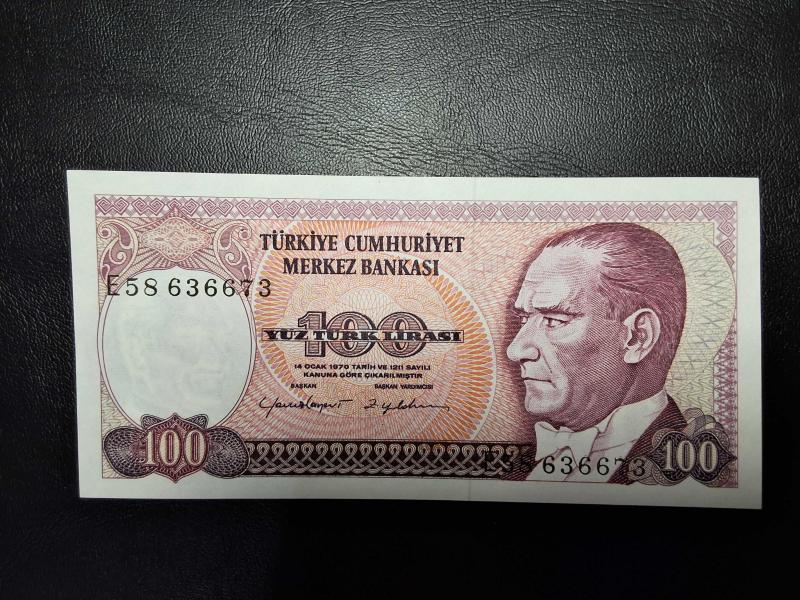 TÜRKİYE CUMHURİYET
MERKEZ BANKASI
E58 636673
100
YÜZ TÜRK LİRASI
14 OCAK 1970 TARİH VE 1211 SAYILI
KANUNA GÖRE ÇIKARILMIŞTIR
BAŞKAN BAŞKAN YARDIMCISI
E58 636673
100 100